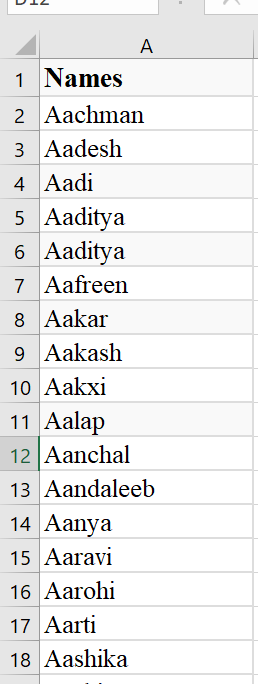 D12
A
1 Names
2 Aachman
3 Aadesh
4 Aadi
5 Aaditya
6 Aaditya
7 Aafreen
8 Aakar
9 Aakash
10 Aakxi
11 Aalap
12 Aanchal
13 Aandaleeb
14 Aanya
15 Aaravi
16 Aarohi
17 Aarti
18 Aashika